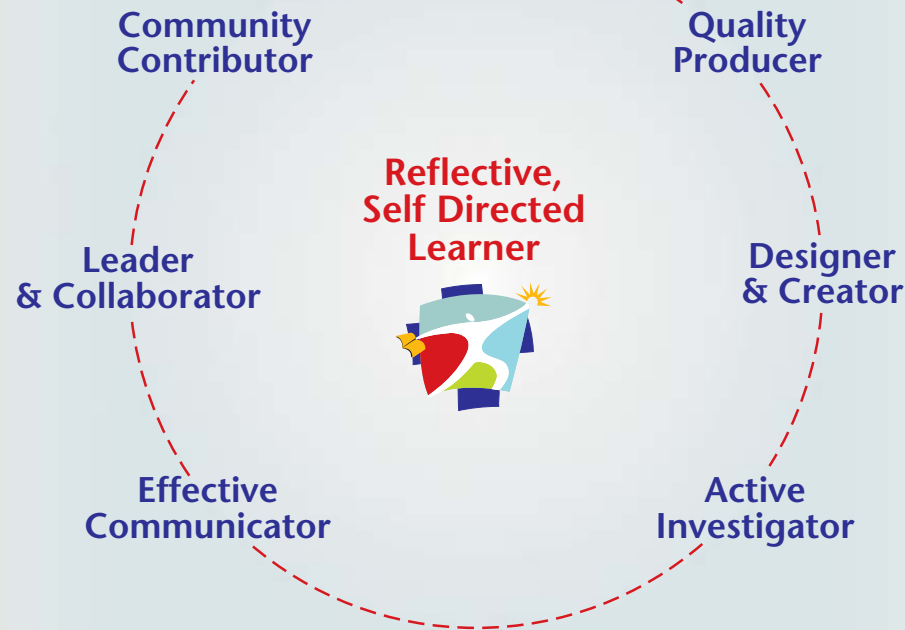 Community
Contributor
Quality
Producer
Reflective,
Self Directed
Learner
Leader
& Collaborator
Designer
& Creator
Effective
Communicator
Active
Investigator